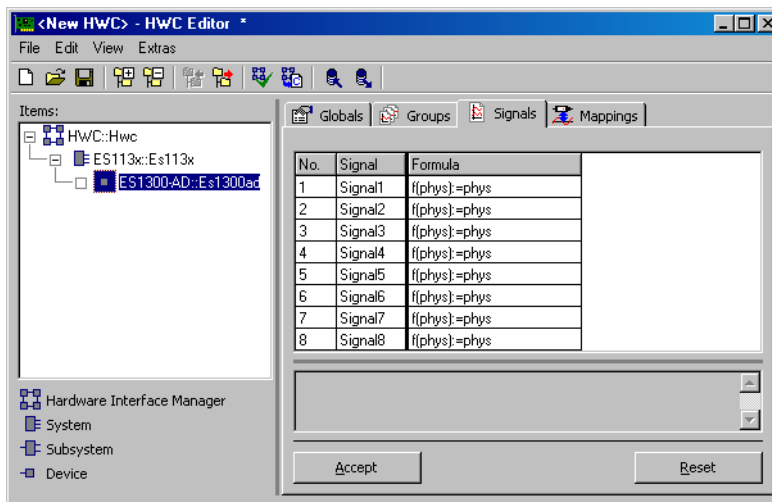 <New HWC> - HWC Editor *
File Edit View Extras
Items:
HWC::Hwc
ES113x::Es113x
ES1300-AD::Es1300ad
Hardware Interface Manager
System
Subsystem
Device
Globals Groups Signals Mappings
No. Signal Formula
1 Signal1 f(phys):=phys
2 Signal2 f(phys):=phys
3 Signal3 f(phys):=phys
4 Signal4 f(phys):=phys
5 Signal5 f(phys):=phys
6 Signal6 f(phys):=phys
7 Signal7 f(phys):=phys
8 Signal8 f(phys):=phys
Accept Reset